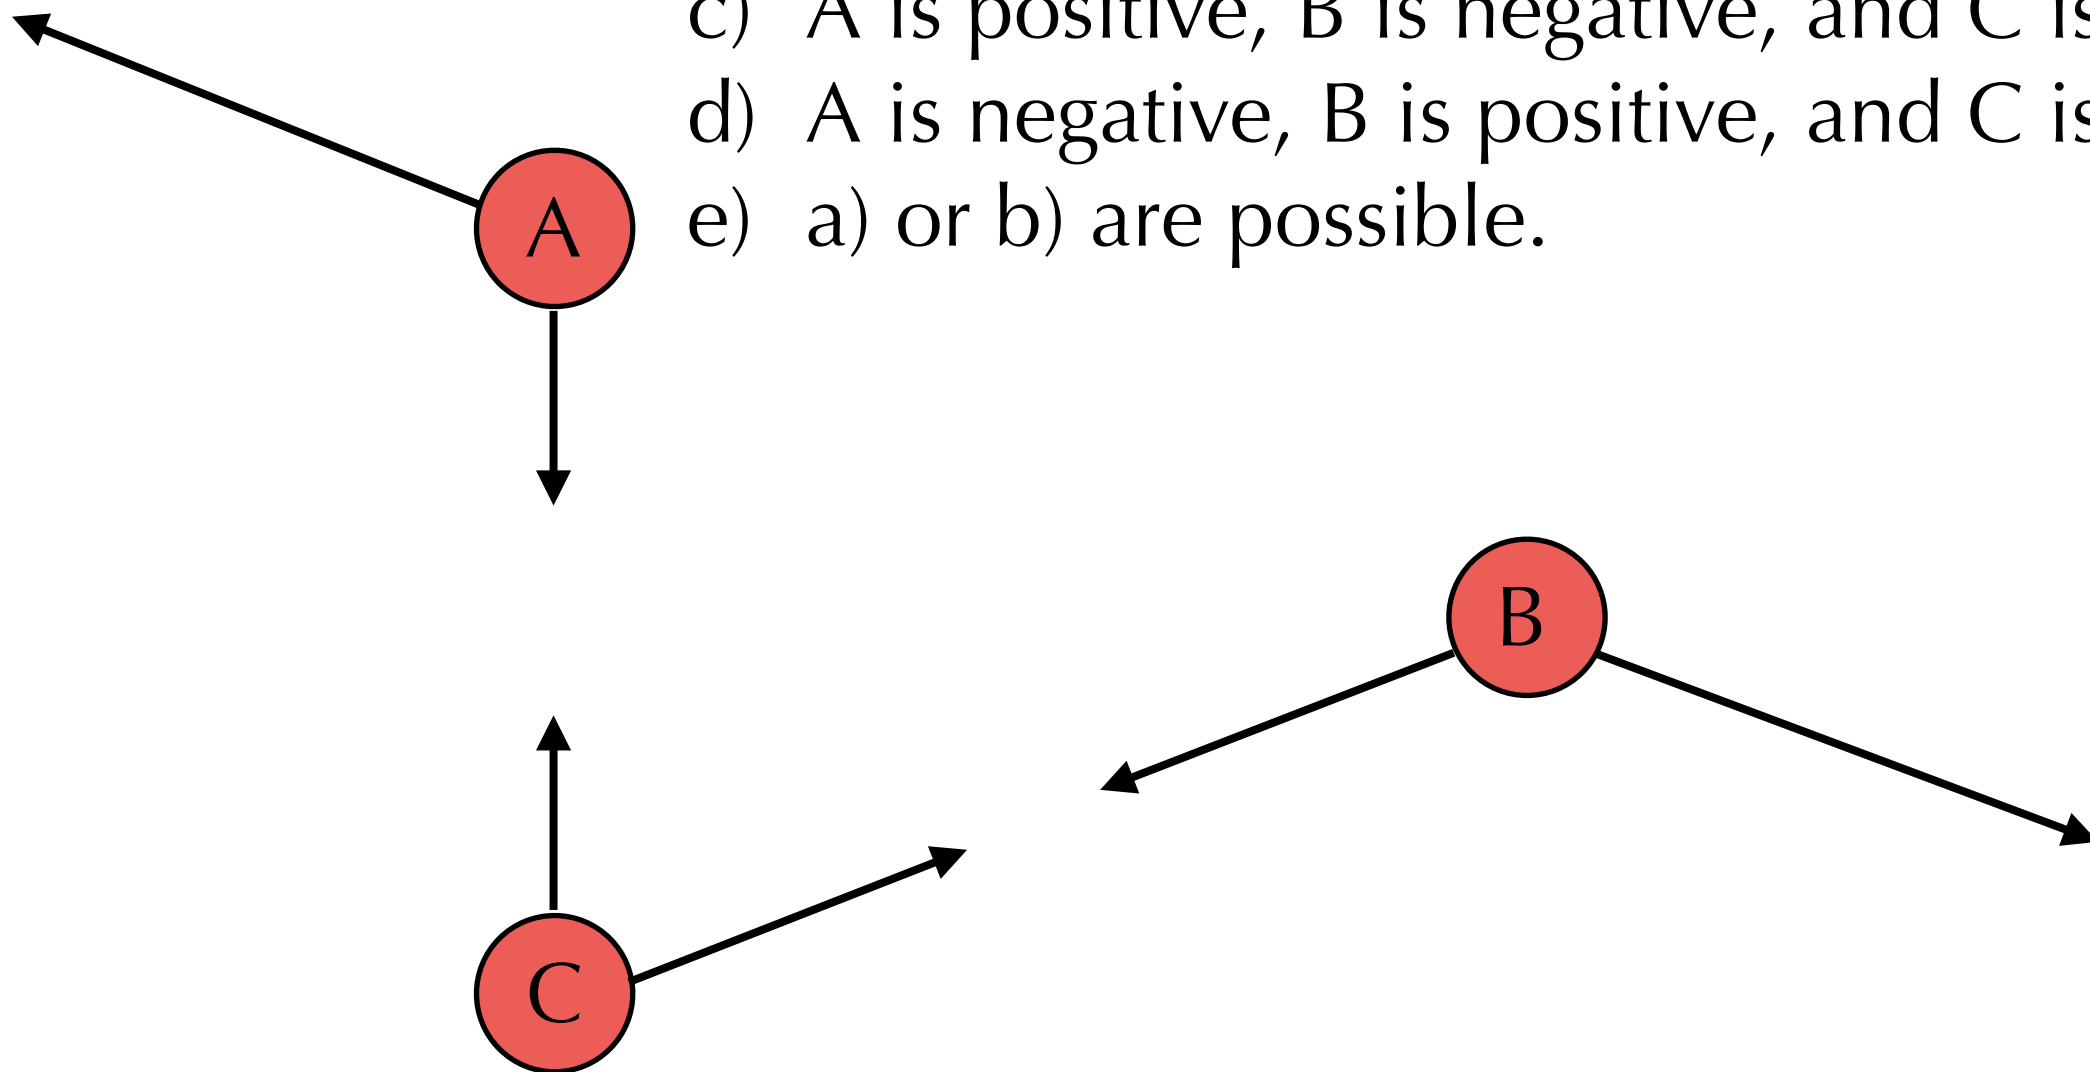 c) A is positive, B is negative, and C is
d) A is negative, B is positive, and C is
e) a) or b) are possible.
A
B
C